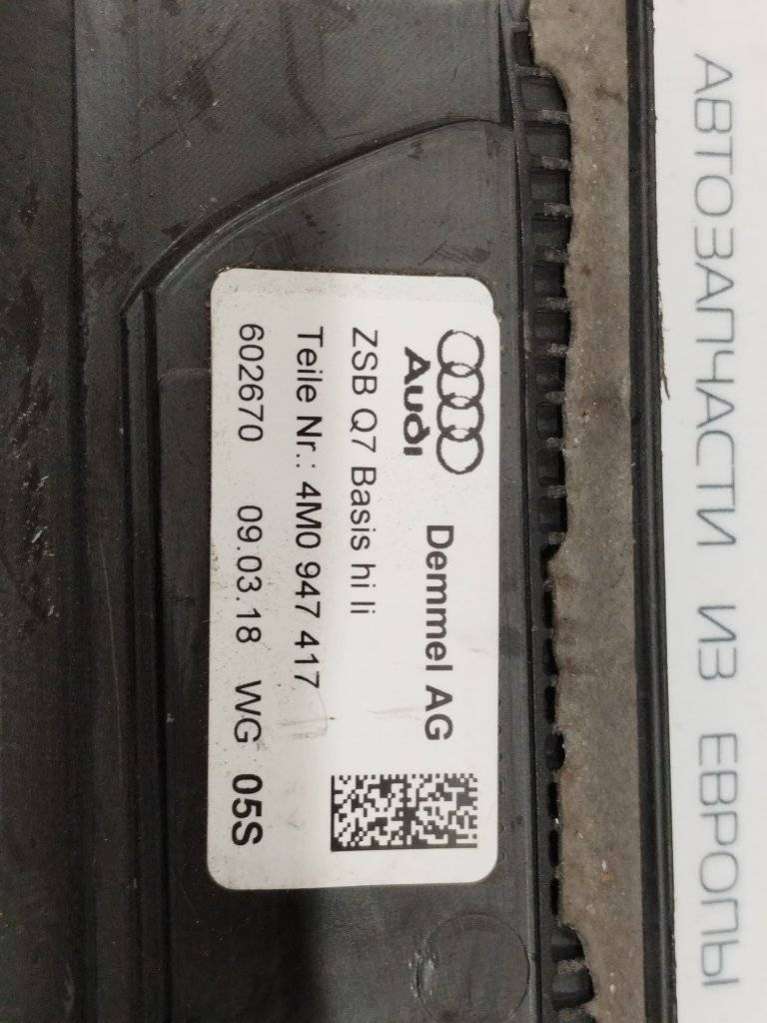 Audi
Demmel AG
ZSB Q7 Basis hi li
Teile Nr.: 4M0 947 417
602670 09.03.18 WG 05S
АВТОЗАПЧАСТИ ИЗ ЕВРОПЫ